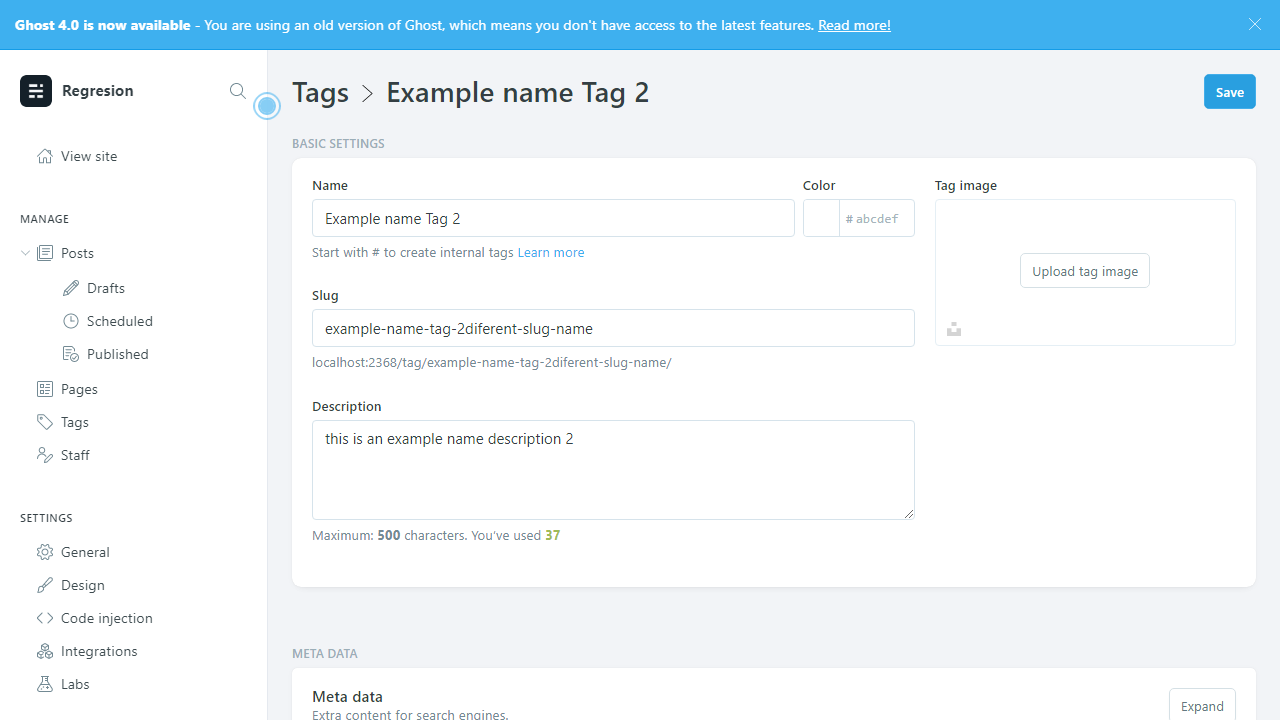 Ghost 4.0 is now available - You are using an old version of Ghost, which means you don't have access to the latest features. Read more!
Regresion
View site
MANAGE
Posts
Drafts
Scheduled
Published
Pages
Tags
Staff
SETTINGS
General
Design
Code injection
Integrations
Labs
Tags > Example name Tag 2
Save
BASIC SETTINGS
Name
Example name Tag 2
Start with # to create internal tags Learn more
Color
# abcdef
Slug
example-name-tag-2diferent-slug-name
localhost:2368/tag/example-name-tag-2diferent-slug-name/
Description
this is an example name description 2
Maximum: 500 characters. You've used 37
Tag image
Upload tag image
META DATA
Meta data
Extra content for search engines.
Expand